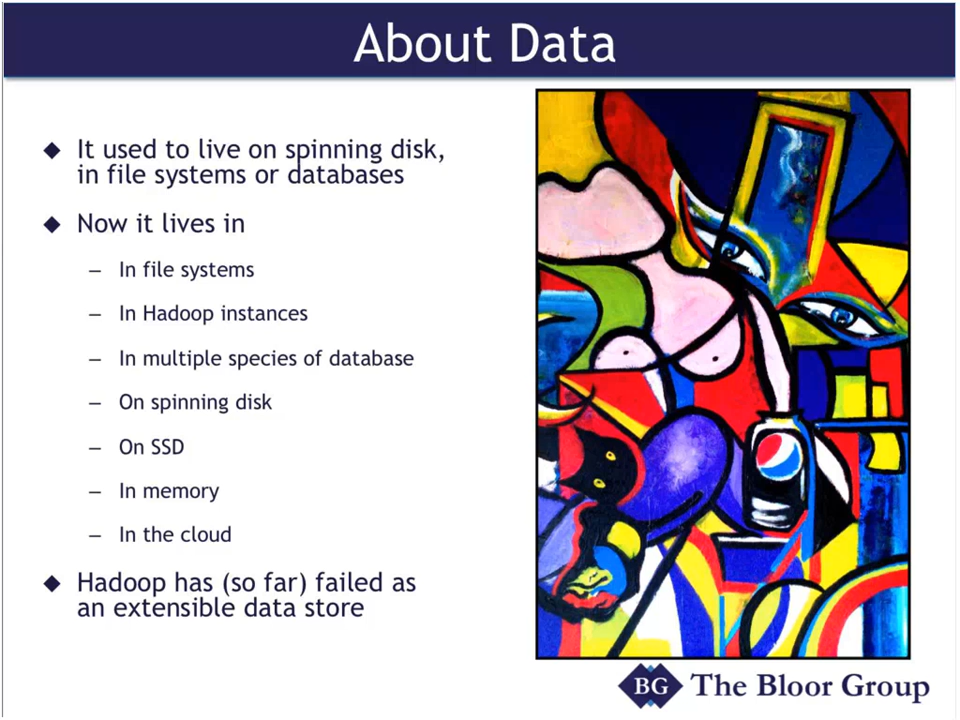 About Data
◆ It used to live on spinning disk,
in file systems or databases
◆ Now it lives in
– In file systems
– In Hadoop instances
– In multiple species of database
– On spinning disk
– On SSD
– In memory
– In the cloud
◆ Hadoop has (so far) failed as
an extensible data store
BG The Bloor Group